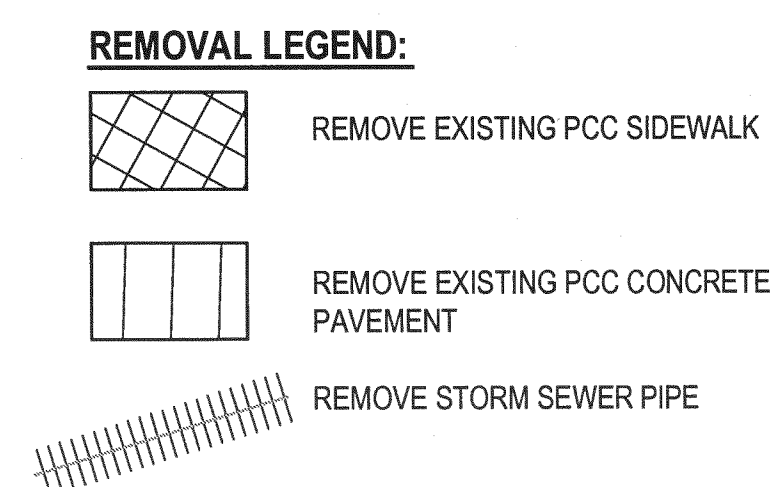 REMOVAL LEGEND:
REMOVE EXISTING PCC SIDEWALK
REMOVE EXISTING PCC CONCRETE
PAVEMENT
REMOVE STORM SEWER PIPE